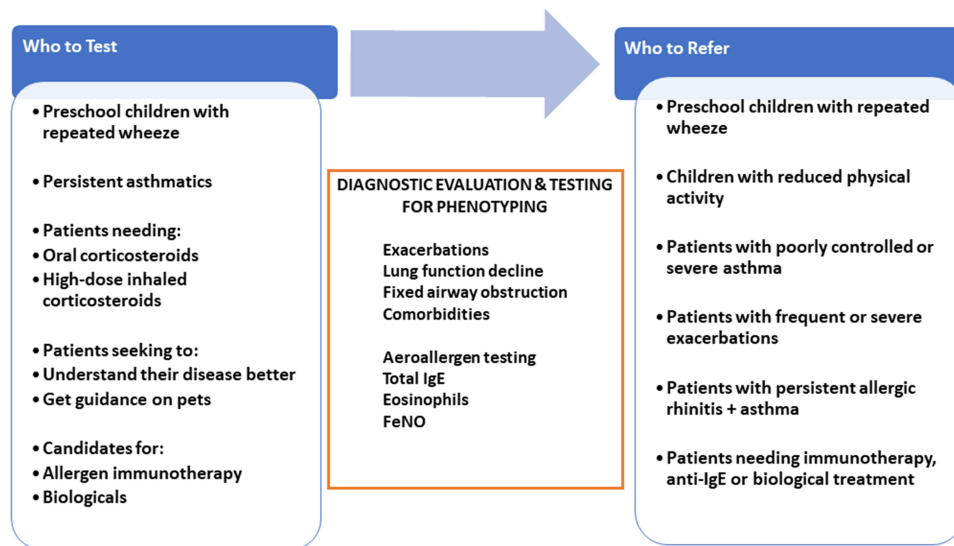 Who to Test
• Preschool children with
repeated wheeze
• Persistent asthmatics
• Patients needing:
• Oral corticosteroids
• High-dose inhaled
corticosteroids
• Patients seeking to:
• Understand their disease better
• Get guidance on pets
• Candidates for:
• Allergen immunotherapy
• Biologicals
DIAGNOSTIC EVALUATION & TESTING
FOR PHENOTYPING
Exacerbations
Lung function decline
Fixed airway obstruction
Comorbidities
Aeroallergen testing
Total IgE
Eosinophils
FeNO
Who to Refer
• Preschool children with repeated
wheeze
• Children with reduced physical
activity
• Patients with poorly controlled or
severe asthma
• Patients with frequent or severe
exacerbations
• Patients with persistent allergic
rhinitis + asthma
• Patients needing immunotherapy,
anti-IgE or biological treatment